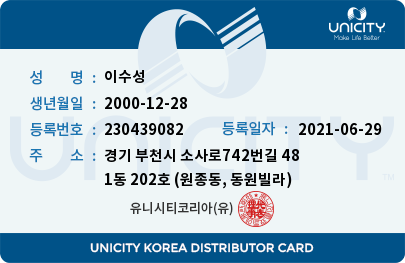 UNICITY
Make Life Better
성 명 : 이수성
생년월일 : 2000-12-28
등록번호 : 230439082 등록일자 : 2021-06-29
주 소 : 경기 부천시 소사로742번길 48
1동 202호 (원종동, 동원빌라)
유니시티코리아(유)
UNICITY
UNICITY KOREA DISTRIBUTOR CARD